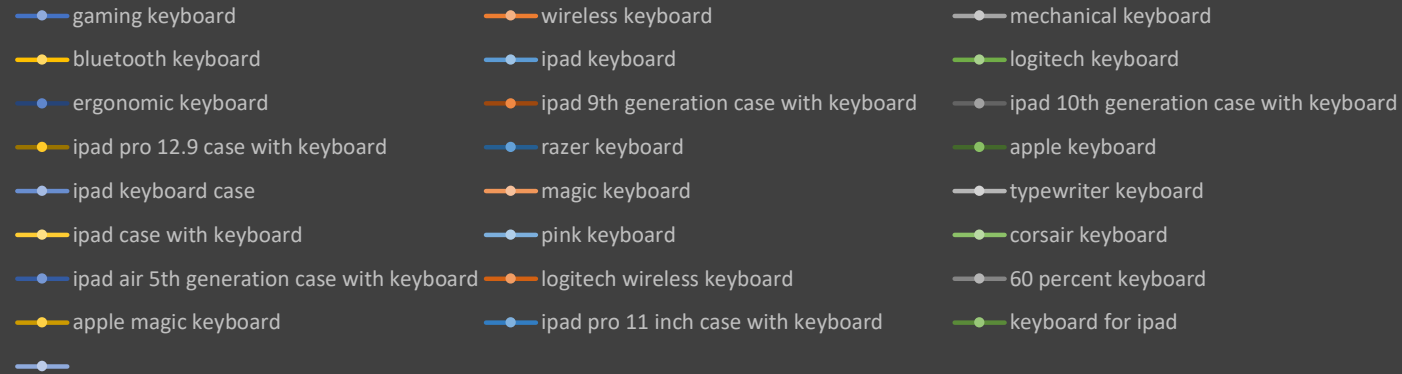 gaming keyboard
wireless keyboard
mechanical keyboard
bluetooth keyboard
ipad keyboard
logitech keyboard
ergonomic keyboard
ipad 9th generation case with keyboard
ipad 10th generation case with keyboard
ipad pro 12.9 case with keyboard
razer keyboard
apple keyboard
ipad keyboard case
magic keyboard
typewriter keyboard
ipad case with keyboard
pink keyboard
corsair keyboard
ipad air 5th generation case with keyboard
logitech wireless keyboard
60 percent keyboard
apple magic keyboard
ipad pro 11 inch case with keyboard
keyboard for ipad